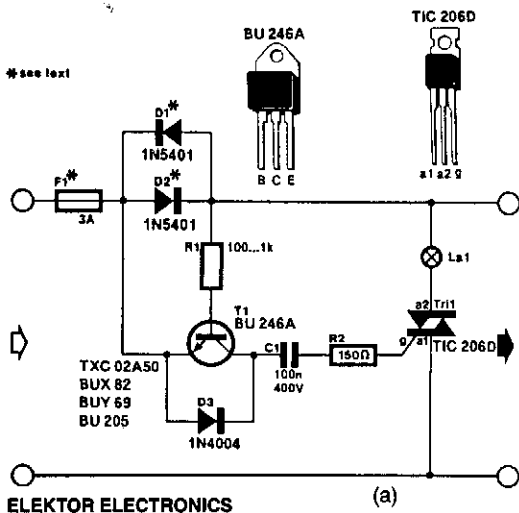 BU 246A
TIC 206D
*see text
B C E
a1 a2 g
D1*
1N5401
F1*
3A
D2*
1N5401
R1
100...1k
La1
T1
BU 246A
a2 Tri1
g a1
TIC 206D
C1
100n
400V
R2
150Ω
TXC 02A50
BUX 82
BUY 69
BU 205
D3
1N4004
ELEKTOR ELECTRONICS
(a)